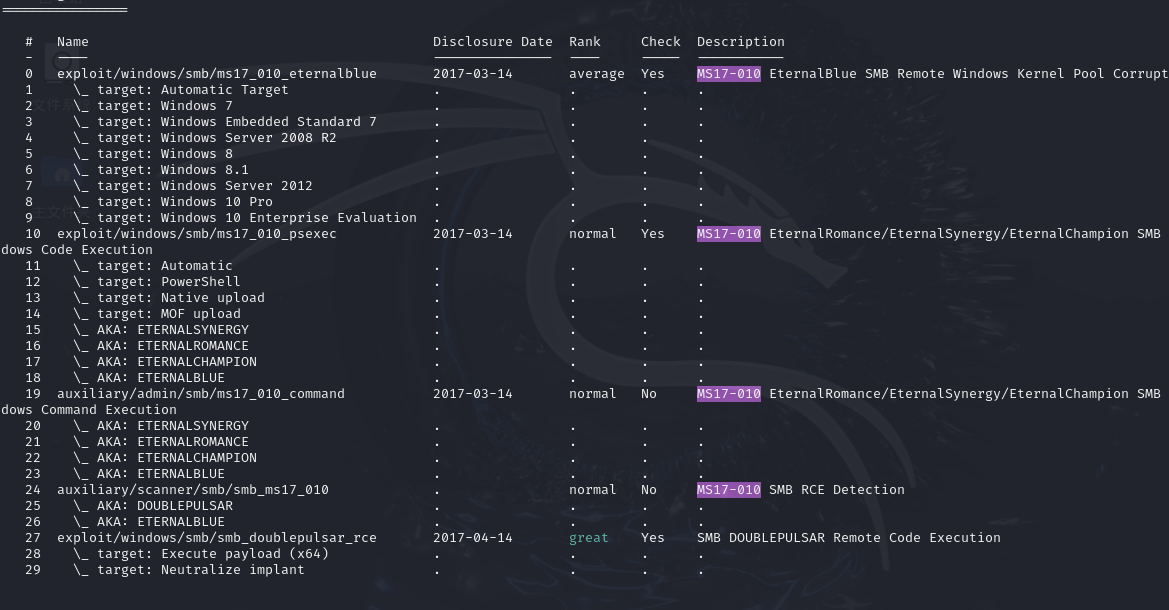 #   Name                                           Disclosure Date  Rank     Check  Description
-   ----                                           ---------------  ----     -----  -----------
0   exploit/windows/smb/ms17_010_eternalblue       2017-03-14       average  Yes    MS17-010 EternalBlue SMB Remote Windows Kernel Pool Corrupt
1     \_ target: Automatic Target                  .                .        .      .
2     \_ target: Windows 7                         .                .        .      .
3     \_ target: Windows Embedded Standard 7       .                .        .      .
4     \_ target: Windows Server 2008 R2            .                .        .      .
5     \_ target: Windows 8                         .                .        .      .
6     \_ target: Windows 8.1                       .                .        .      .
7     \_ target: Windows Server 2012               .                .        .      .
8     \_ target: Windows 10 Pro                    .                .        .      .
9     \_ target: Windows 10 Enterprise Evaluation  .                .        .      .
10  exploit/windows/smb/ms17_010_psexec            2017-03-14       normal   Yes    MS17-010 EternalRomance/EternalSynergy/EternalChampion SMB
dows Code Execution
11    \_ target: Automatic                         .                .        .      .
12    \_ target: PowerShell                        .                .        .      .
13    \_ target: Native upload                     .                .        .      .
14    \_ target: MOF upload                        .                .        .      .
15    \_ AKA: ETERNALSYNERGY                       .                .        .      .
16    \_ AKA: ETERNALROMANCE                       .                .        .      .
17    \_ AKA: ETERNALCHAMPION                      .                .        .      .
18    \_ AKA: ETERNALBLUE                          .                .        .      .
19  auxiliary/admin/smb/ms17_010_command           2017-03-14       normal   No     MS17-010 EternalRomance/EternalSynergy/EternalChampion SMB
dows Command Execution
20    \_ AKA: ETERNALSYNERGY                       .                .        .      .
21    \_ AKA: ETERNALROMANCE                       .                .        .      .
22    \_ AKA: ETERNALCHAMPION                      .                .        .      .
23    \_ AKA: ETERNALBLUE                          .                .        .      .
24  auxiliary/scanner/smb/smb_ms17_010             .                normal   No     MS17-010 SMB RCE Detection
25    \_ AKA: DOUBLEPULSAR                         .                .        .      .
26    \_ AKA: ETERNALBLUE                          .                .        .      .
27  exploit/windows/smb/smb_doublepulsar_rce       2017-04-14       great    Yes    SMB DOUBLEPULSAR Remote Code Execution
28    \_ target: Execute payload (x64)             .                .        .      .
29    \_ target: Neutralize implant                .                .        .      .